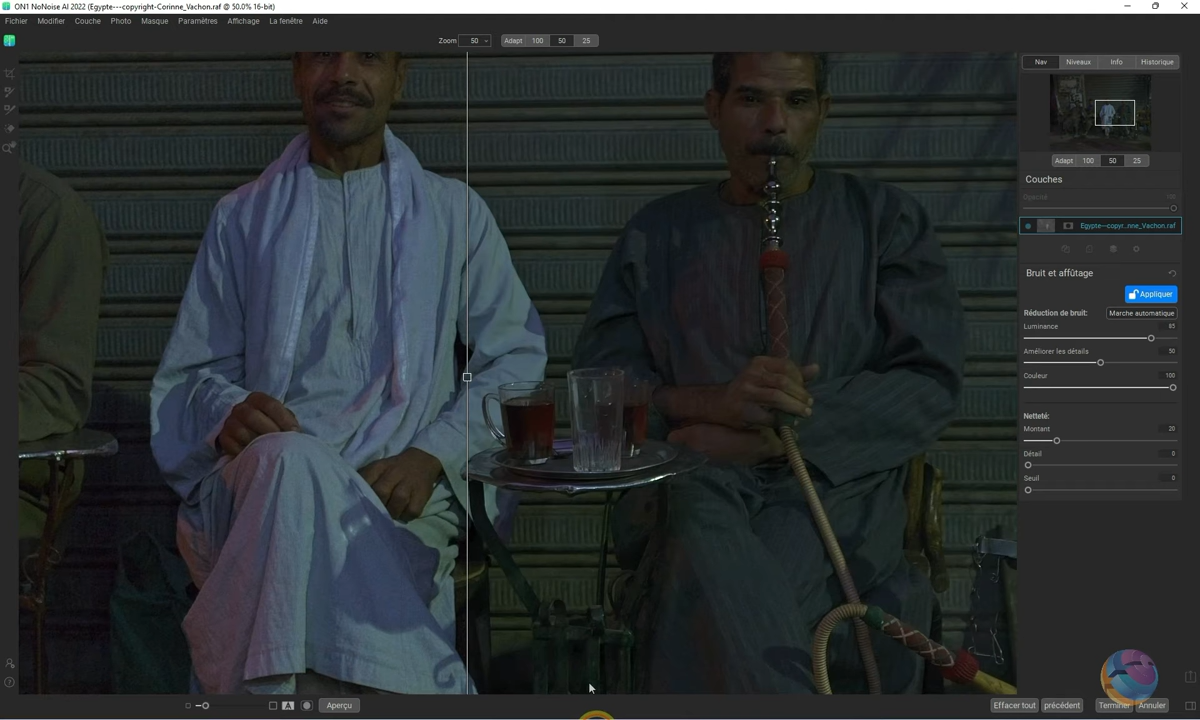 ON1 NoNoise AI 2022 (Egypte---copyright-Corinne_Vachon.raf @ 50.0% 16-bit)
Fichier Modifier Couche Photo Masque Paramètres Affichage La fenêtre Aide
Zoom 50 Adapt 100 50 25
Nav Niveaux Info Historique
Adapt 100 50 25
Couches
Opacité 100
Egypte---copyr...nne_Vachon.raf
Bruit et affûtage
Appliquer
Réduction de bruit: Marche automatique
Luminance 85
Améliorer les détails 50
Couleur 100
Netteté:
Montant 20
Détail 0
Seuil 0
A Aperçu Effacer tout précédent Terminer Annuler